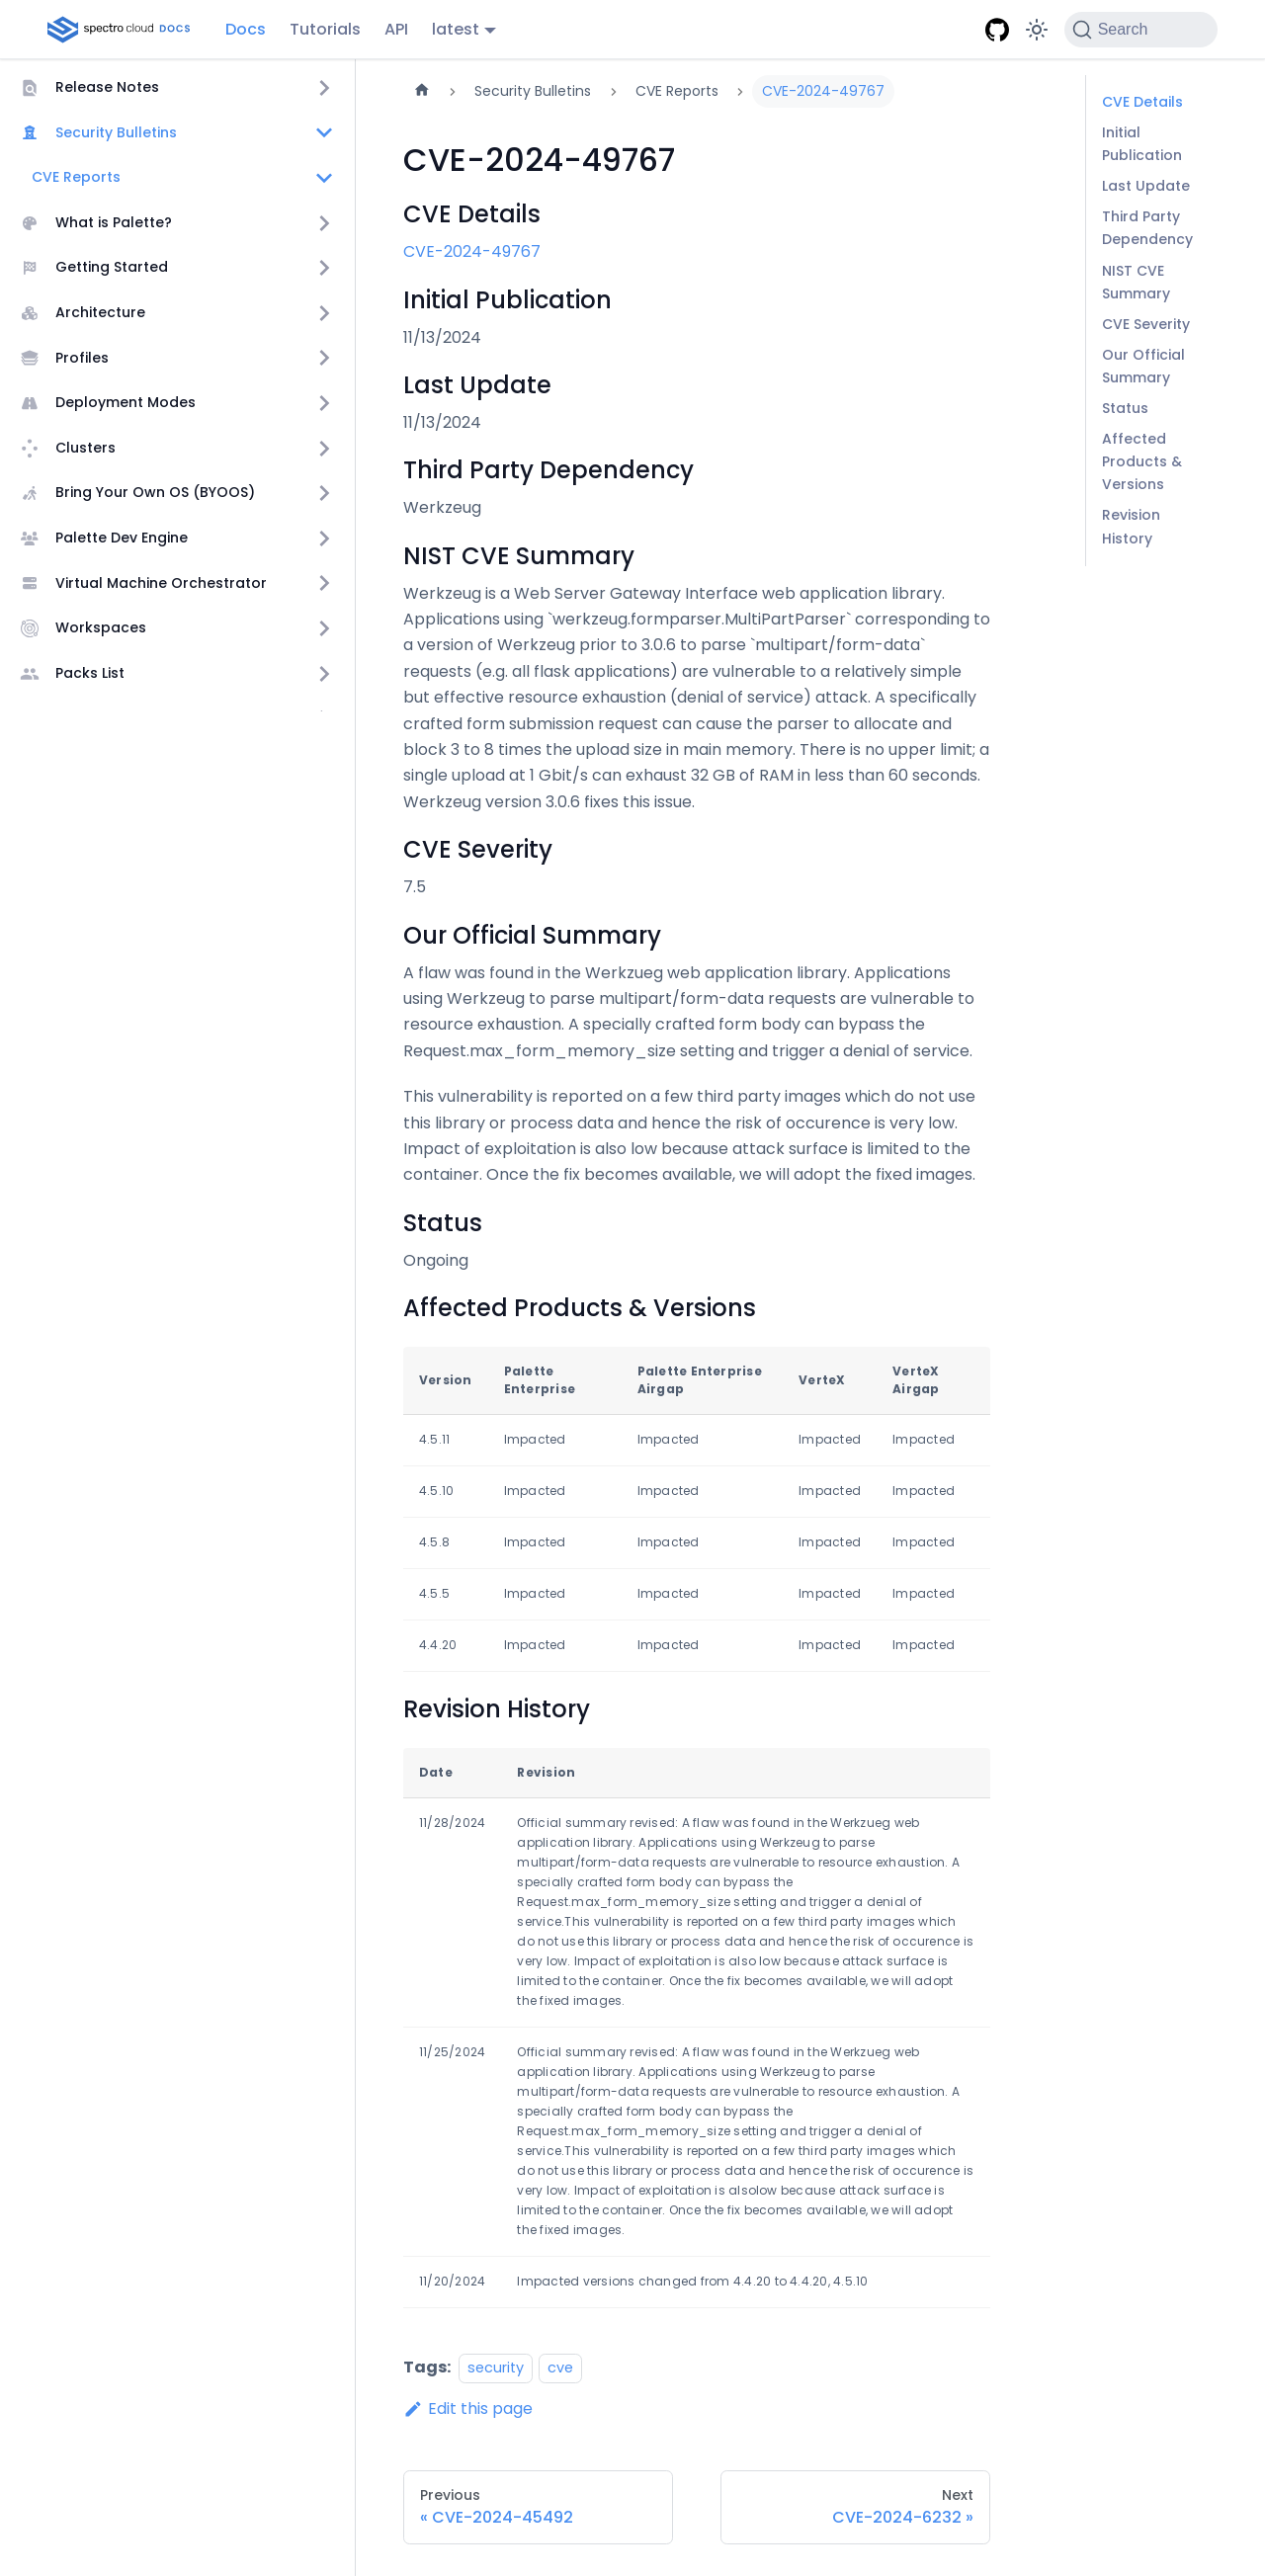 spectro cloud DOCS
Docs
Tutorials
API
latest
Search
Release Notes
Security Bulletins
CVE Reports
What is Palette?
Getting Started
Architecture
Profiles
Deployment Modes
Clusters
Bring Your Own OS (BYOOS)
Palette Dev Engine
Virtual Machine Orchestrator
Workspaces
Packs List
Security Bulletins
CVE Reports
CVE-2024-49767
CVE-2024-49767
CVE Details
CVE-2024-49767
Initial Publication
11/13/2024
Last Update
11/13/2024
Third Party Dependency
Werkzeug
NIST CVE Summary
Werkzeug is a Web Server Gateway Interface web application library.
Applications using `werkzeug.formparser.MultiPartParser` corresponding to
a version of Werkzeug prior to 3.0.6 to parse `multipart/form-data`
requests (e.g. all flask applications) are vulnerable to a relatively simple
but effective resource exhaustion (denial of service) attack. A specifically
crafted form submission request can cause the parser to allocate and
block 3 to 8 times the upload size in main memory. There is no upper limit; a
single upload at 1 Gbit/s can exhaust 32 GB of RAM in less than 60 seconds.
Werkzeug version 3.0.6 fixes this issue.
CVE Severity
7.5
Our Official Summary
A flaw was found in the Werkzueg web application library. Applications
using Werkzeug to parse multipart/form-data requests are vulnerable to
resource exhaustion. A specially crafted form body can bypass the
Request.max_form_memory_size setting and trigger a denial of service.
This vulnerability is reported on a few third party images which do not use
this library or process data and hence the risk of occurence is very low.
Impact of exploitation is also low because attack surface is limited to the
container. Once the fix becomes available, we will adopt the fixed images.
Status
Ongoing
Affected Products & Versions
Version Palette Enterprise Palette Enterprise Airgap VerteX VerteX Airgap
4.5.11 Impacted Impacted Impacted Impacted
4.5.10 Impacted Impacted Impacted Impacted
4.5.8 Impacted Impacted Impacted Impacted
4.5.5 Impacted Impacted Impacted Impacted
4.4.20 Impacted Impacted Impacted Impacted
Revision History
Date Revision
11/28/2024 Official summary revised: A flaw was found in the Werkzueg web
application library. Applications using Werkzeug to parse
multipart/form-data requests are vulnerable to resource exhaustion. A
specially crafted form body can bypass the
Request.max_form_memory_size setting and trigger a denial of
service.This vulnerability is reported on a few third party images which
do not use this library or process data and hence the risk of occurence is
very low. Impact of exploitation is also low because attack surface is
limited to the container. Once the fix becomes available, we will adopt
the fixed images.
11/25/2024 Official summary revised: A flaw was found in the Werkzueg web
application library. Applications using Werkzeug to parse
multipart/form-data requests are vulnerable to resource exhaustion. A
specially crafted form body can bypass the
Request.max_form_memory_size setting and trigger a denial of
service.This vulnerability is reported on a few third party images which
do not use this library or process data and hence the risk of occurence is
very low. Impact of exploitation is alsolow because attack surface is
limited to the container. Once the fix becomes available, we will adopt
the fixed images.
11/20/2024 Impacted versions changed from 4.4.20 to 4.4.20, 4.5.10
Tags: security cve
Edit this page
Previous
« CVE-2024-45492
Next
CVE-2024-6232 »
CVE Details
Initial
Publication
Last Update
Third Party
Dependency
NIST CVE
Summary
CVE Severity
Our Official
Summary
Status
Affected
Products &
Versions
Revision
History